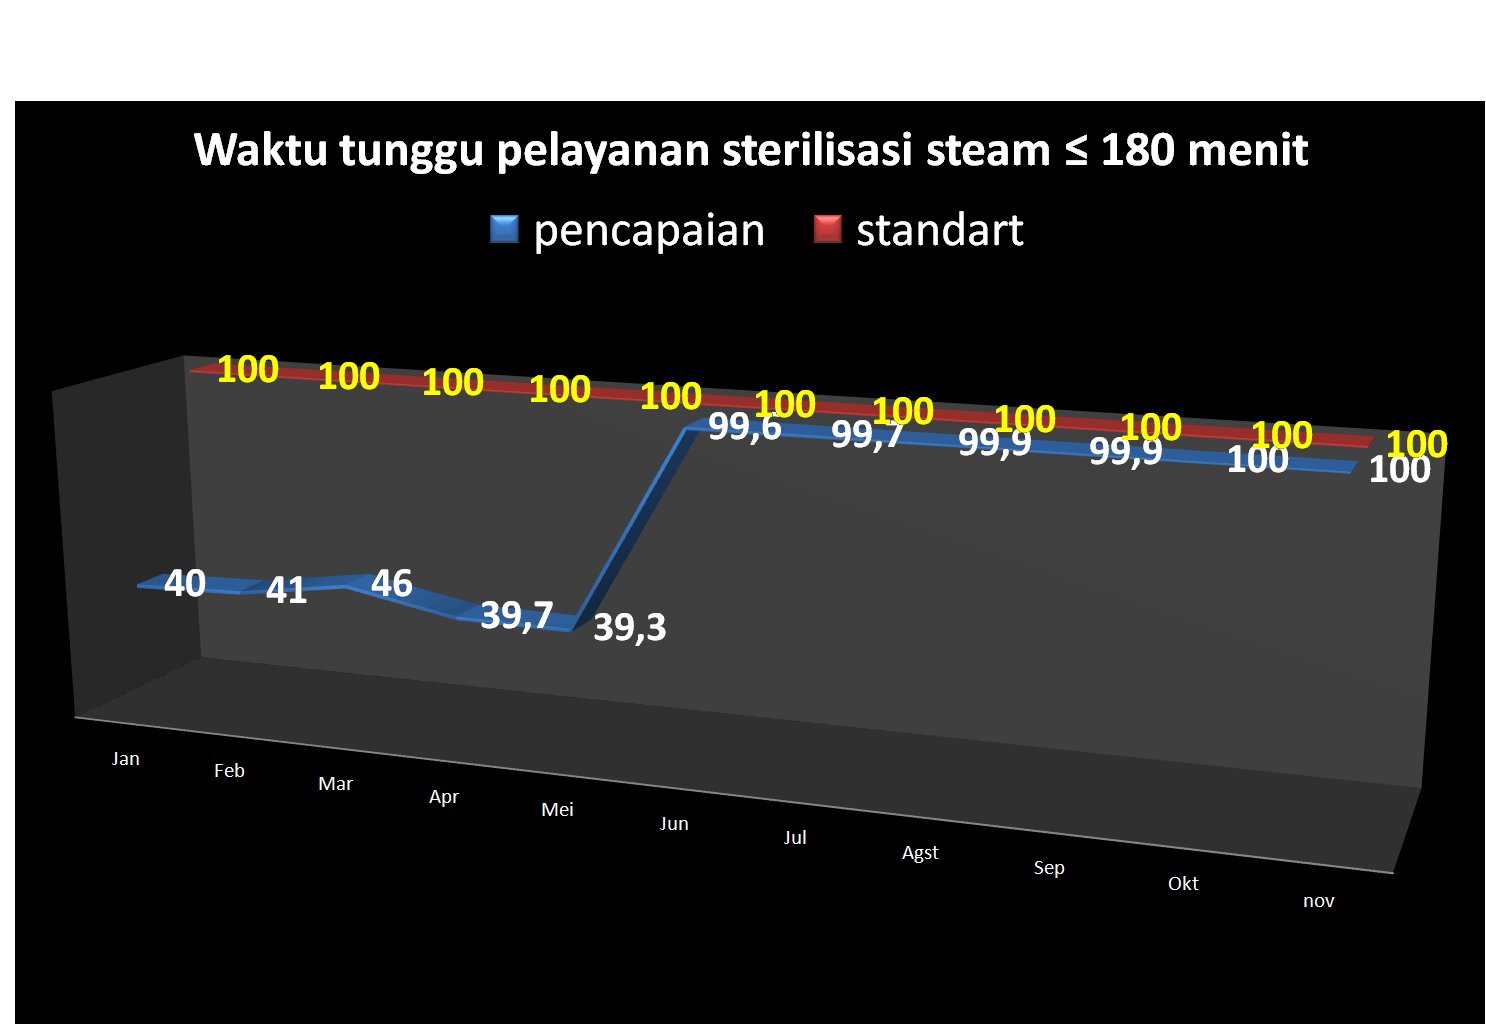 Waktu tunggu pelayanan sterilisasi steam ≤ 180 menit
pencapaian standart
100 100 100 100 100 100 100 100 100 100 100
40 41 46 39,7 39,3 99,6 99,7 99,9 99,9 100 100
Jan Feb Mar Apr Mei Jun Jul Agst Sep Okt nov